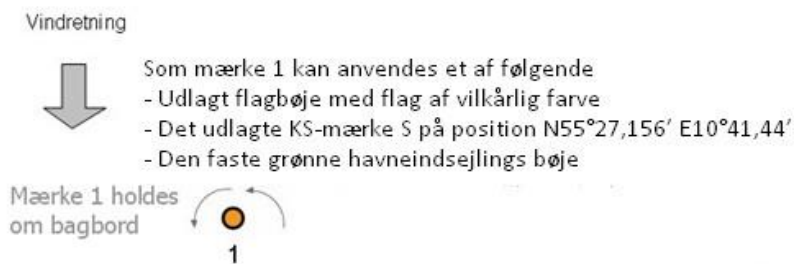 Vindretning
Som mærke 1 kan anvendes et af følgende
- Udlagt flagbøje med flag af vilkårlig farve
- Det udlagte KS-mærke S på position N55°27,156′ E10°41,44′
- Den faste grønne havneindsejlings bøje
Mærke 1 holdes
om bagbord
1